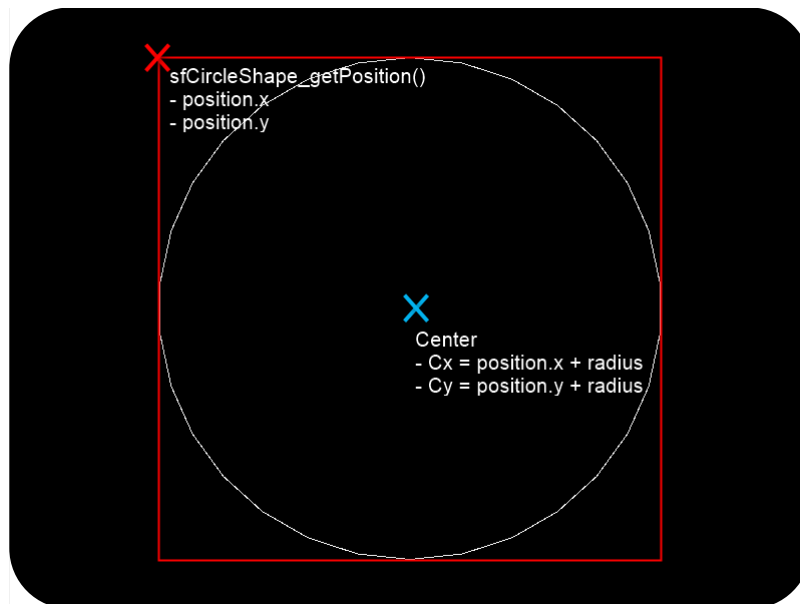 sfCircleShape_getPosition()
- position.x
- position.y
Center
- Cx = position.x + radius
- Cy = position.y + radius